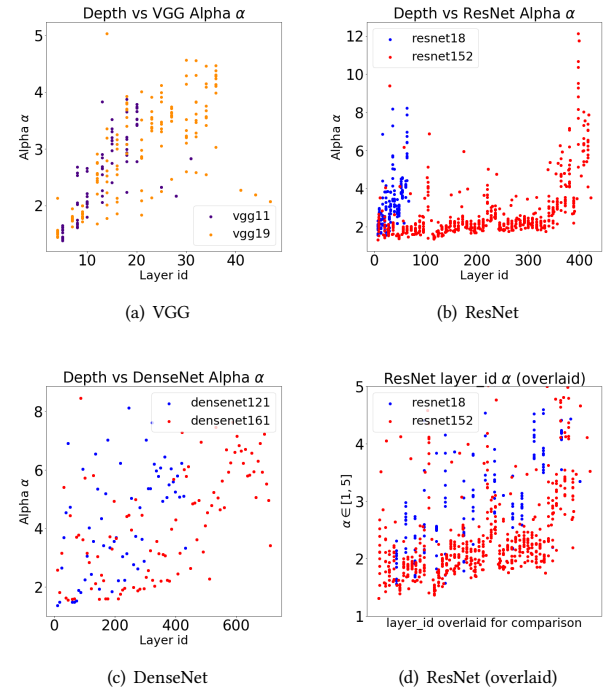 Depth vs VGG Alpha α
5
4
3
2
Alpha α
10
20
30
40
Layer id
vgg11
vgg19
(a) VGG
Depth vs ResNet Alpha α
12
10
8
6
4
2
Alpha α
0
100
200
300
400
Layer id
resnet18
resnet152
(b) ResNet
Depth vs DenseNet Alpha α
8
6
4
2
Alpha α
0
200
400
600
Layer id
densenet121
densenet161
(c) DenseNet
ResNet layer_id α (overlaid)
5
4
3
2
1
α ∈ [1, 5]
layer_id overlaid for comparison
resnet18
resnet152
(d) ResNet (overlaid)